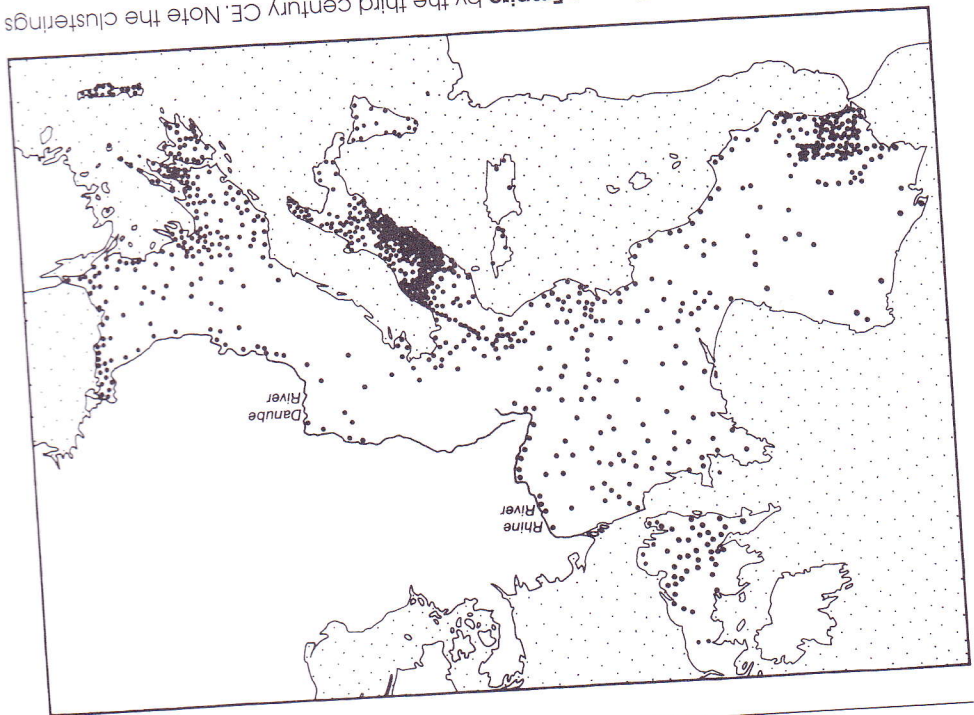 Rhine
River
Danube
River
Empire by the third century CE. Note the clusterings